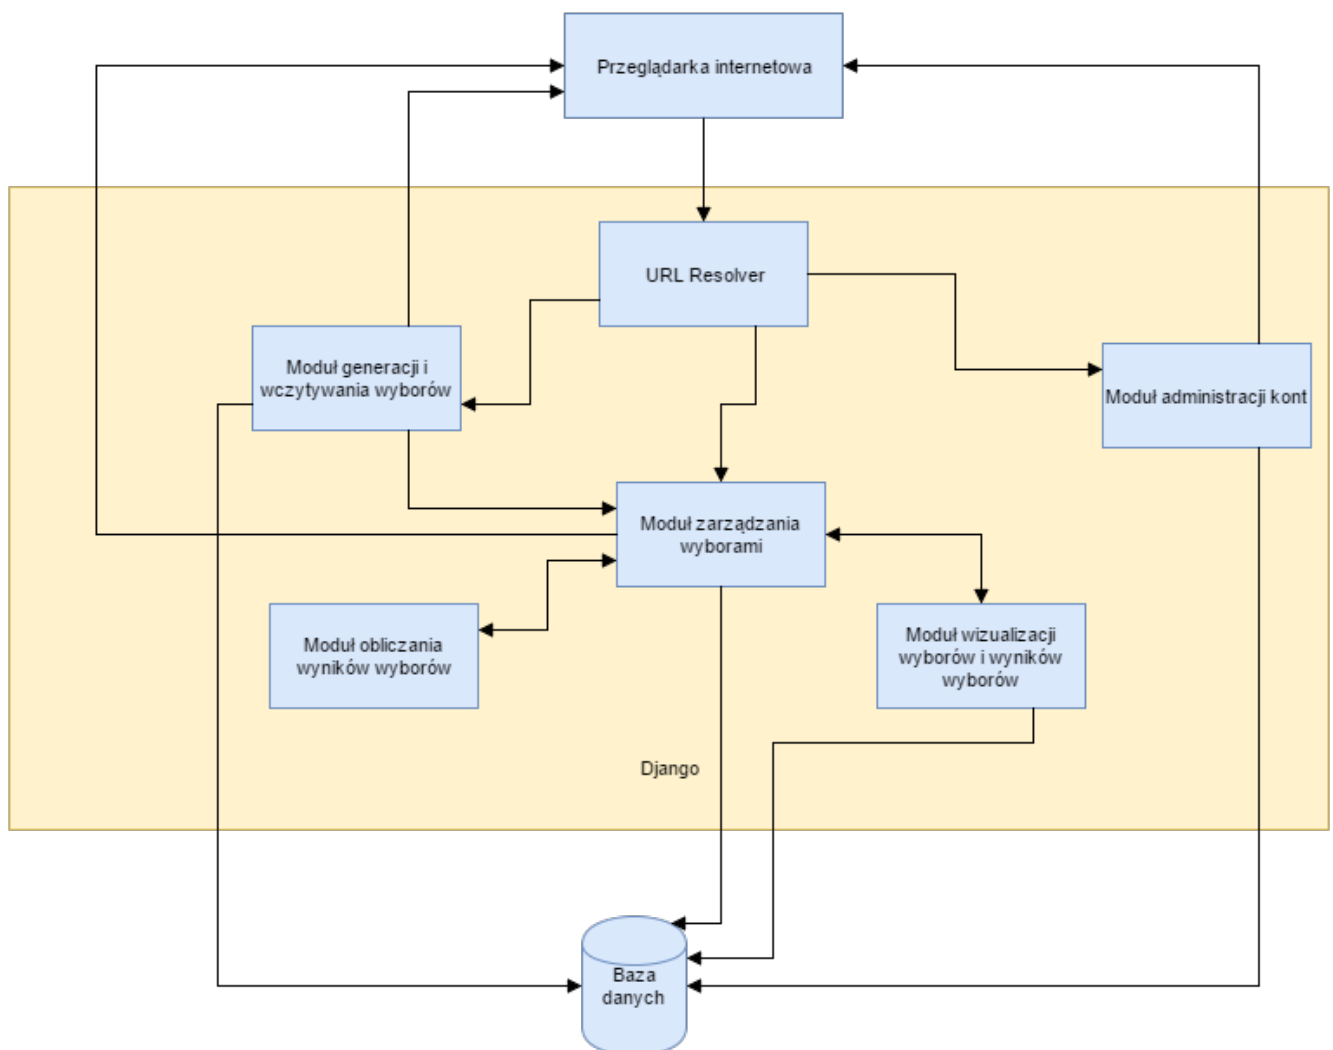 Przeglądarka internetowa
URL Resolver
Moduł generacji i
wczytywania wyborów
Moduł administracji kont
Moduł zarządzania
wyborami
Moduł obliczania
wyników wyborów
Moduł wizualizacji
wyborów i wyników
wyborów
Django
Baza
danych